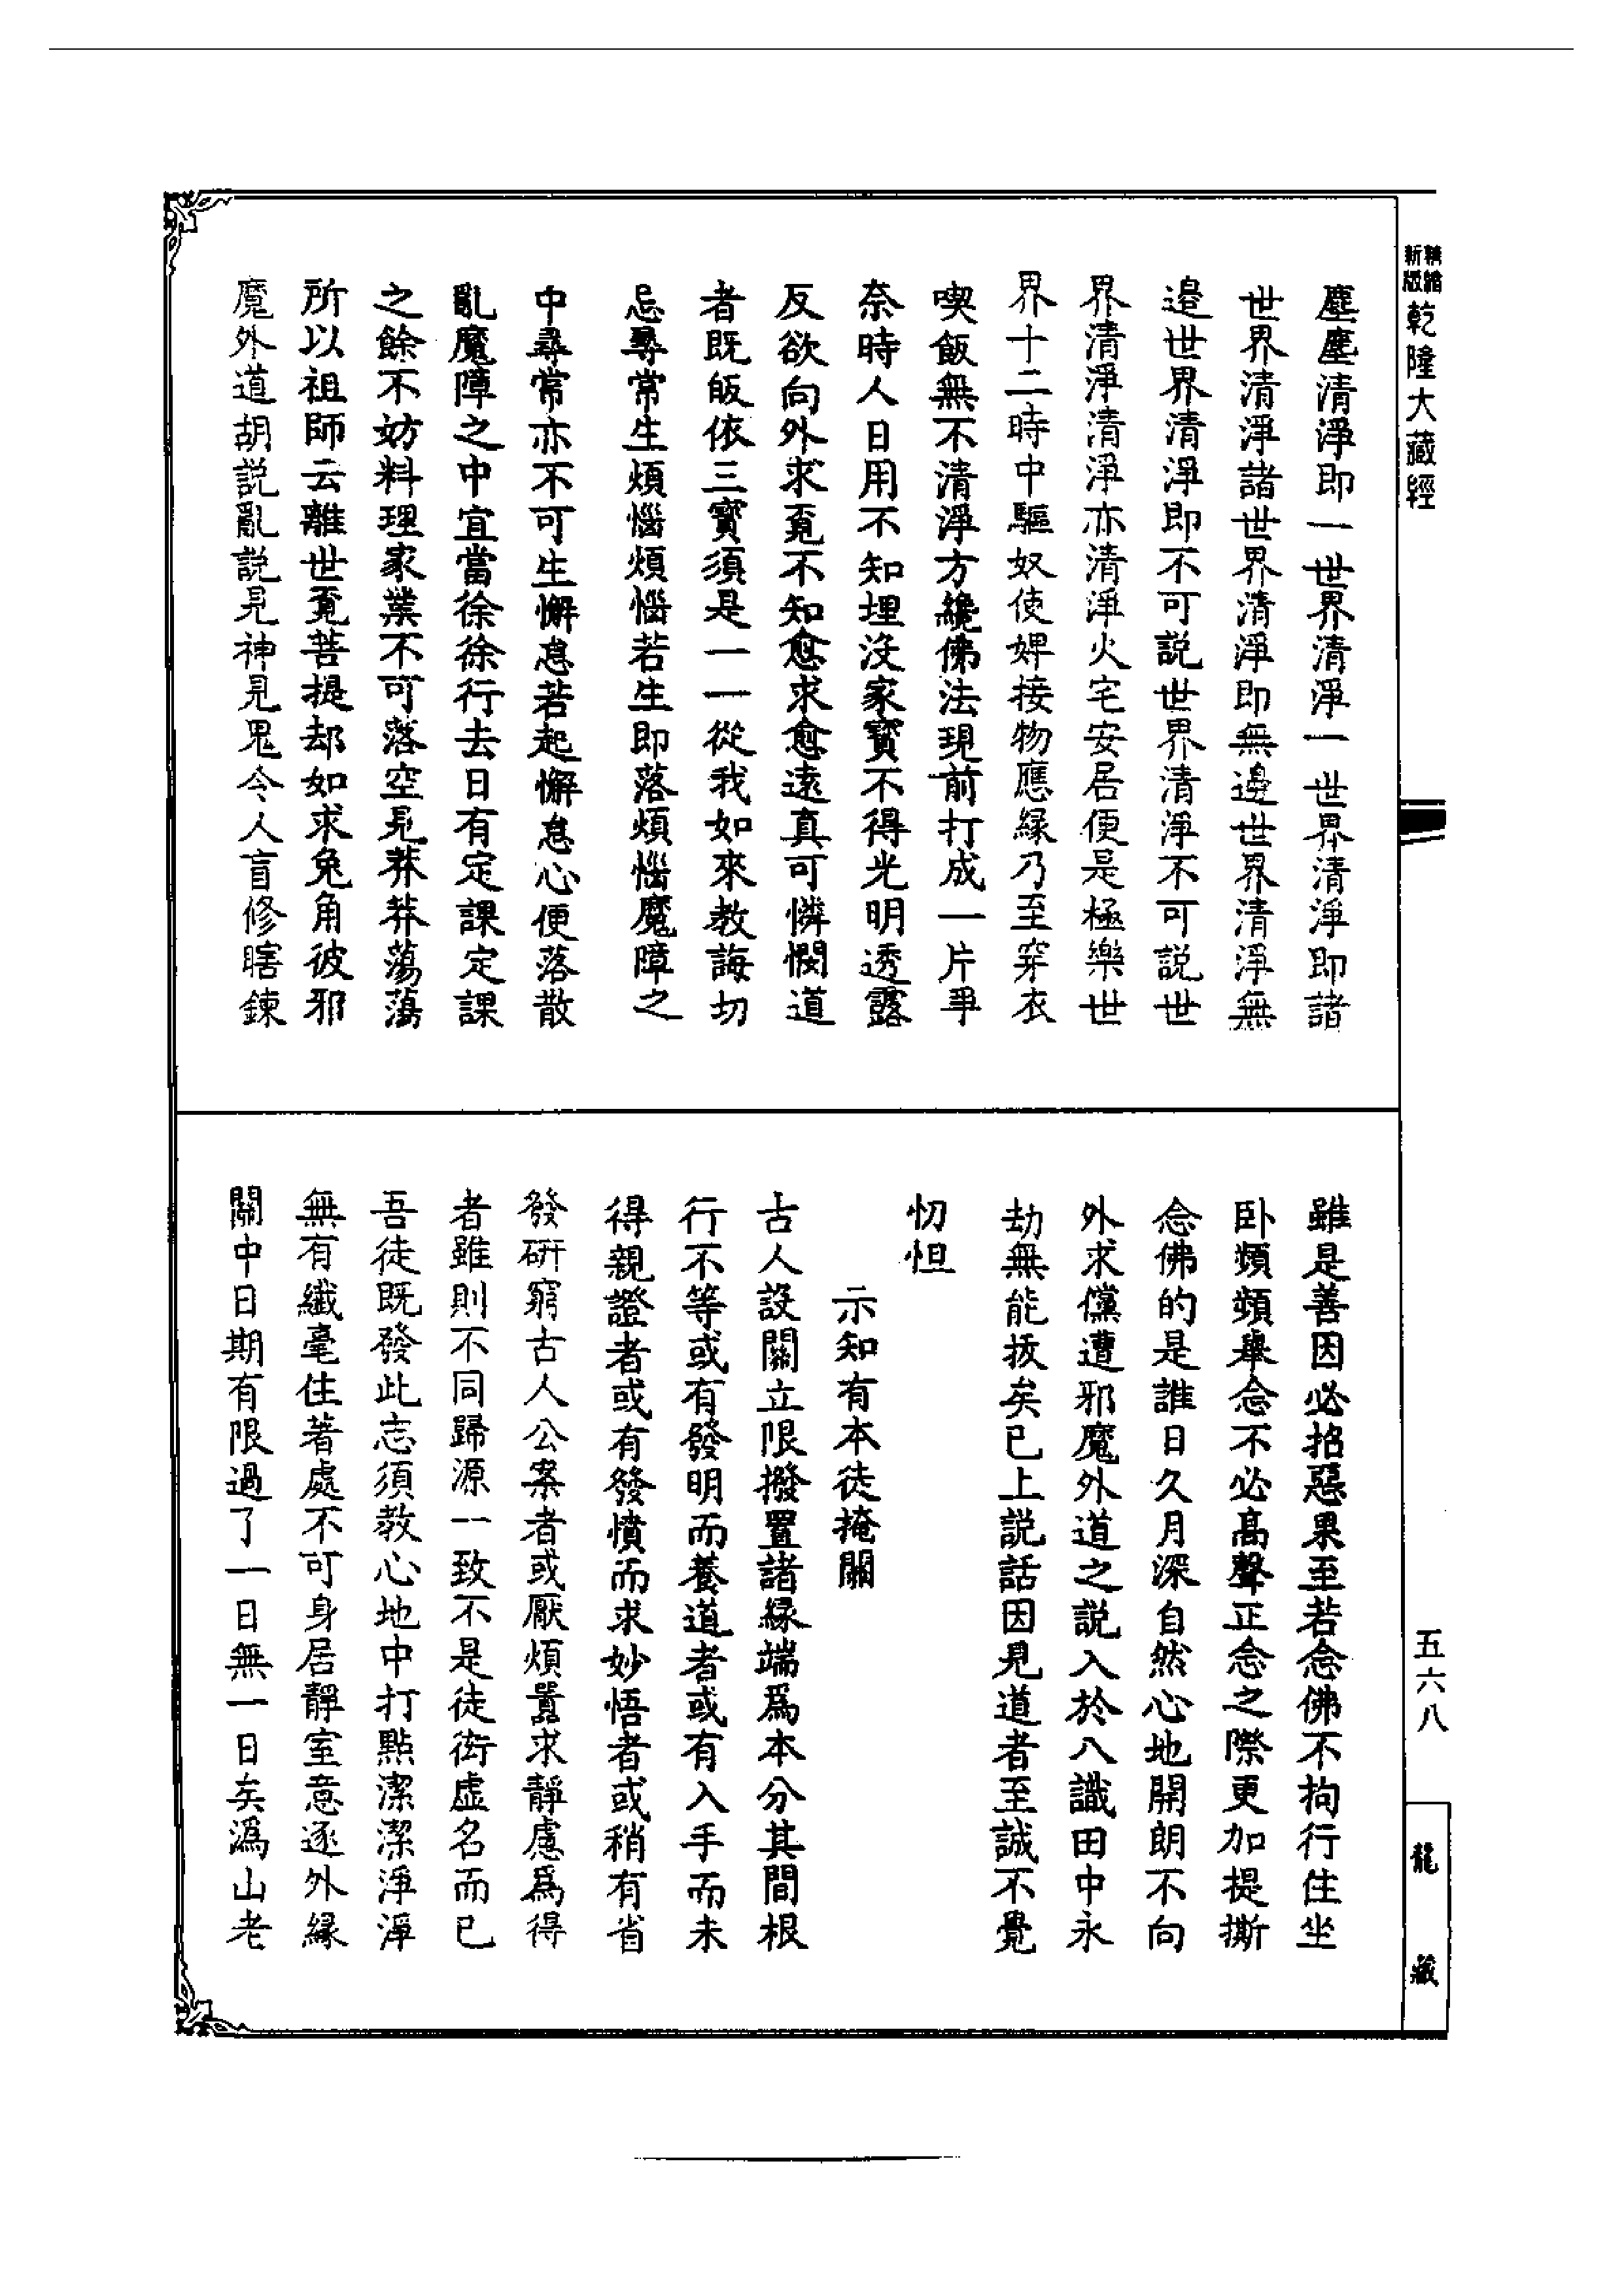 精繪
新版
乾隆大藏經
塵塵清淨即一世界清淨一世界清淨即諸
世界清淨諸世界清淨即無邊世界清淨無
邊世界清淨即不可説世界清淨不可説世
界清淨清淨亦清淨火宅安居便是極樂世
界十二時中驅奴使婢接物應縁乃至穿衣
喫飯無不清淨方纔佛法現前打成一片爭
奈時人日用不知埋没家寳不得光明透露
反欲向外求覔不知愈求愈遠真可憐憫道
者既皈依三寳須是一一從我如來教誨切
忌尋常生煩惱煩惱若生即落煩惱魔障之
中尋常亦不可生懈怠若起懈怠心便落散
亂魔障之中宜當徐徐行去日有定課定課
之餘不妨料理家業不可落空見莽莽蕩蕩
所以祖師云離世覔菩提却如求兔角彼邪
魔外道胡説亂説見神見鬼令人盲修瞎鍊
雖是善因必招惡果至若念佛不拘行住坐
卧頻頻舉念不必高聲正念之際更加提撕
念佛的是誰日久月深自然心地開朗不向
外求儻遭邪魔外道之説入於八識田中永
劫無能拔矣已上説話因見道者至誠不覺
忉怛
示知有本徒掩關
古人設關立限撥置諸縁端爲本分其間根
行不等或有發明而養道者或有入手而未
得親證者或有發憤而求妙悟者或稍有省
發研窮古人公案者或厭煩囂求靜慮爲得
者雖則不同歸源一致不是徒衒虛名而已
吾徒既發此志須教心地中打點潔潔淨淨
無有纖毫住著處不可身居靜室意逐外縁
關中日期有限過了一日無一日矣潙山老
五六八
龍藏